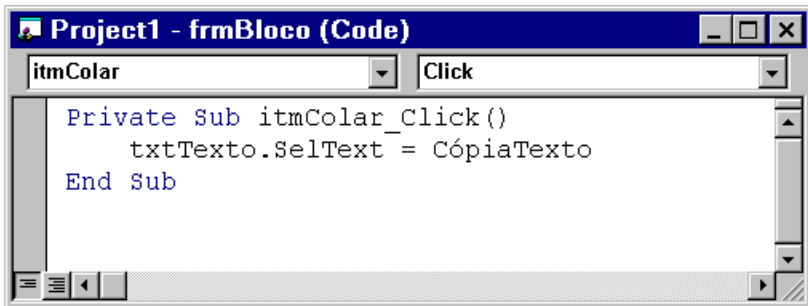 Project1 - frmBloco (Code)
itmColar Click
Private Sub itmColar_Click()
txtTexto.SelText = CópiaTexto
End Sub